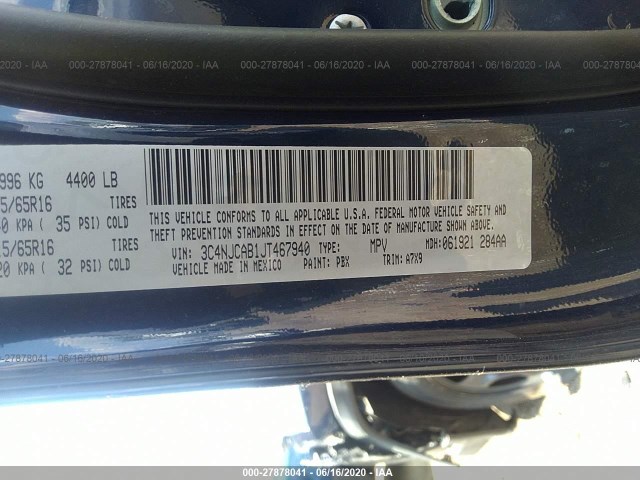 000-27878041 - 06/16/2020 - IAA
996 KG 4400 LB
5/65R16 TIRES
0 KPA ( 35 PSI) COLD
5/65R16 TIRES
20 KPA ( 32 PSI) COLD
THIS VEHICLE CONFORMS TO ALL APPLICABLE U.S.A. FEDERAL MOTOR VEHICLE SAFETY AND
THEFT PREVENTION STANDARDS IN EFFECT ON THE DATE OF MANUFACTURE SHOWN ABOVE.
VIN: 3C4NJCAB1JT467940 TYPE: MPV MDH: 061921 284AA
VEHICLE MADE IN MEXICO PAINT: PBX TRIM: A7X9
000-27878041 - 06/16/2020 - IAA